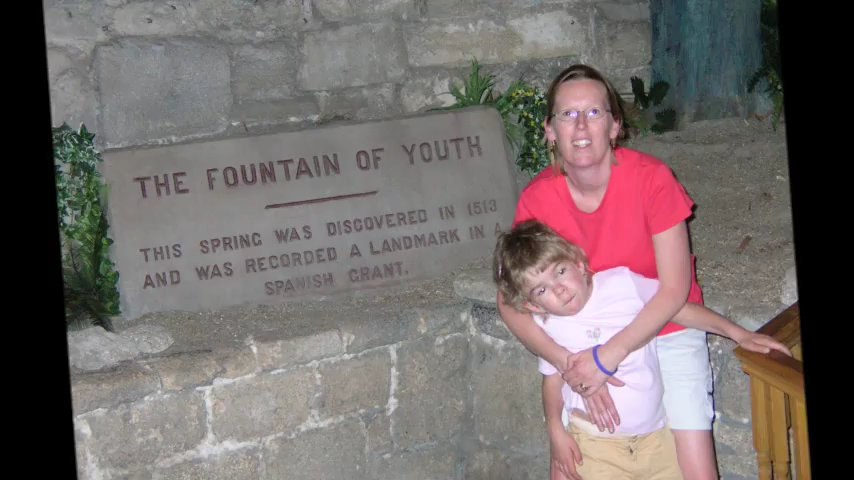 THE FOUNTAIN OF YOUTH
THIS SPRING WAS DISCOVERED IN 1513
AND WAS RECORDED A LANDMARK IN A
SPANISH GRANT.